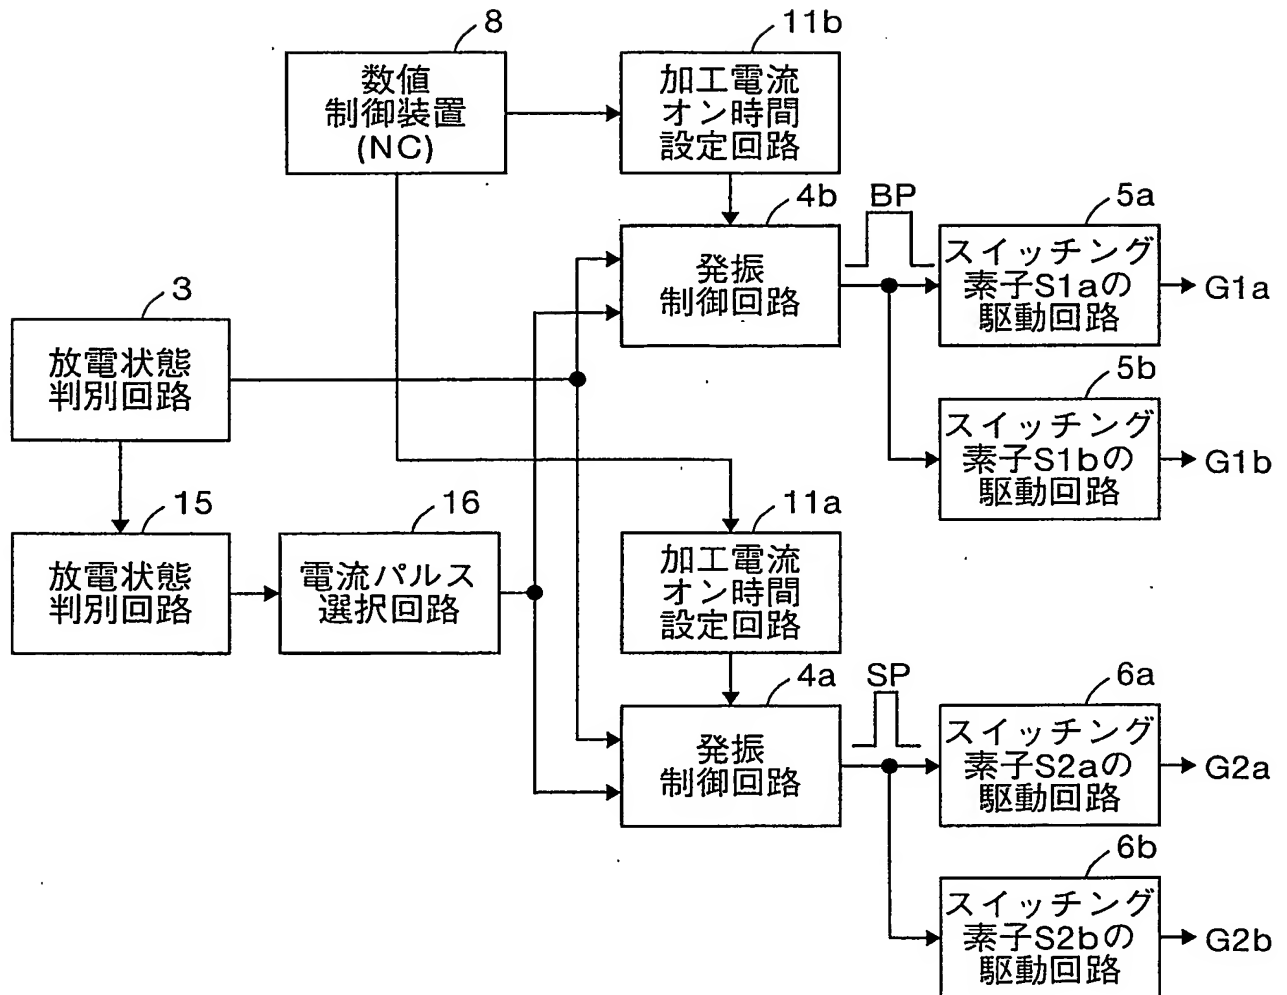 8
数値
制御装置
(NC)
11b
加工電流
オン時間
設定回路
3
放電状態
判別回路
4b
発振
制御回路
BP
5a
スイッチング
素子S1aの
駆動回路
G1a
5b
スイッチング
素子S1bの
駆動回路
G1b
15
放電状態
判別回路
16
電流パルス
選択回路
11a
加工電流
オン時間
設定回路
4a
発振
制御回路
SP
6a
スイッチング
素子S2aの
駆動回路
G2a
6b
スイッチング
素子S2bの
駆動回路
G2b